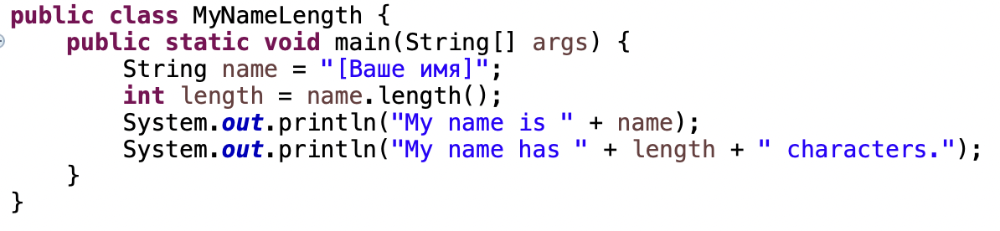 public class MyNameLength {
    public static void main(String[] args) {
        String name = "[Ваше имя]";
        int length = name.length();
        System.out.println("My name is " + name);
        System.out.println("My name has " + length + " characters.");
    }
}